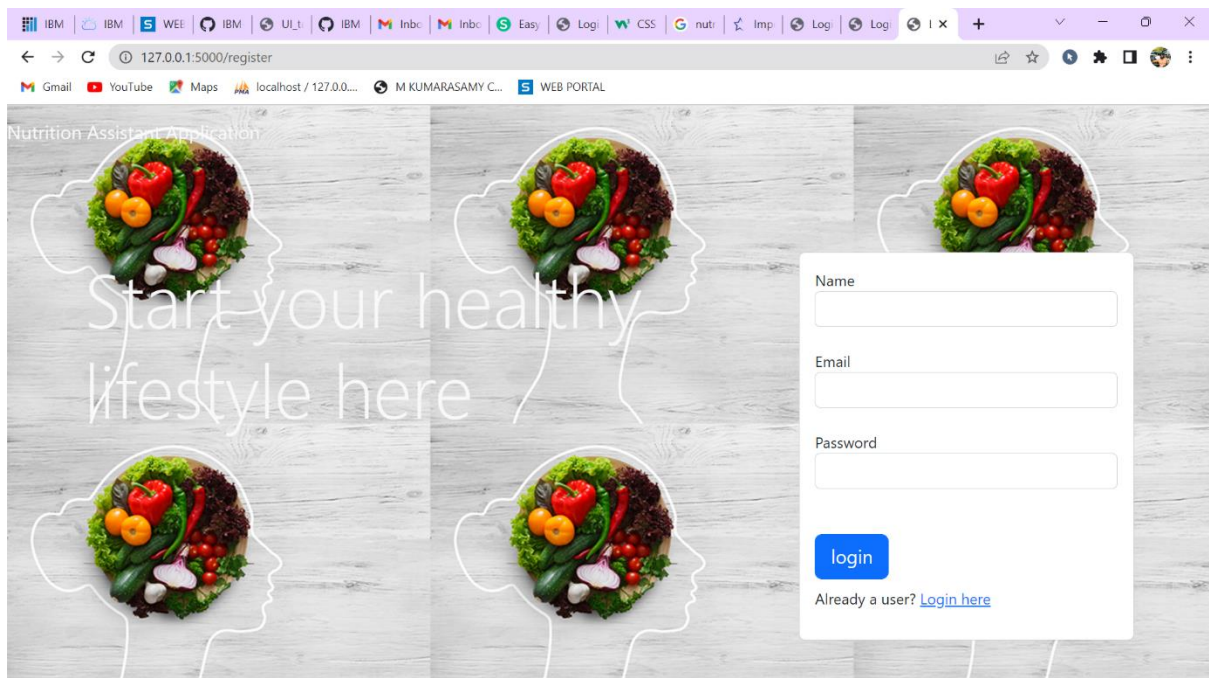 IBM IBM WEB IBM UI_t IBM Inbo Inbo Easy Logi CSS nutr Imp Logi Logi L
127.0.0.1:5000/register
Gmail YouTube Maps localhost / 127.0.0.... M KUMARASAMY C... WEB PORTAL
Nutrition Assistant Application
Start your healthy
lifestyle here
Name
Email
Password
login
Already a user? Login here